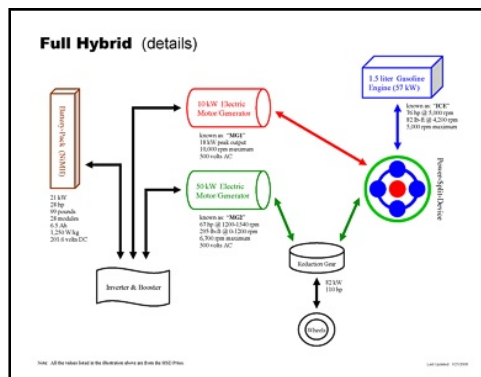 Full Hybrid (details)
10 kW Electric
Motor Generator
known as "MG1"
18 kW peak output
10,000 rpm maximum
500 volts AC
1.5 liter Gasoline
Engine (57 kW)
known as "ICE"
76 hp @ 5,000 rpm
82 lb-ft @ 4,200 rpm
5,000 rpm maximum
Battery-Pack (NiMH)
21 kW
28 hp
99 pounds
28 modules
6.5 Ah
1,250 W/kg
201.6 volts DC
50 kW Electric
Motor Generator
known as "MG2"
67 hp @ 1200-1540 rpm
295 lb-ft @ 0-1200 rpm
6,700 rpm maximum
500 volts AC
Power-Split-Device
Reduction Gear
82 kW
110 hp
Inverter & Booster
Wheels
Note: All the values listed in the illustration above are from the
Last Updated: